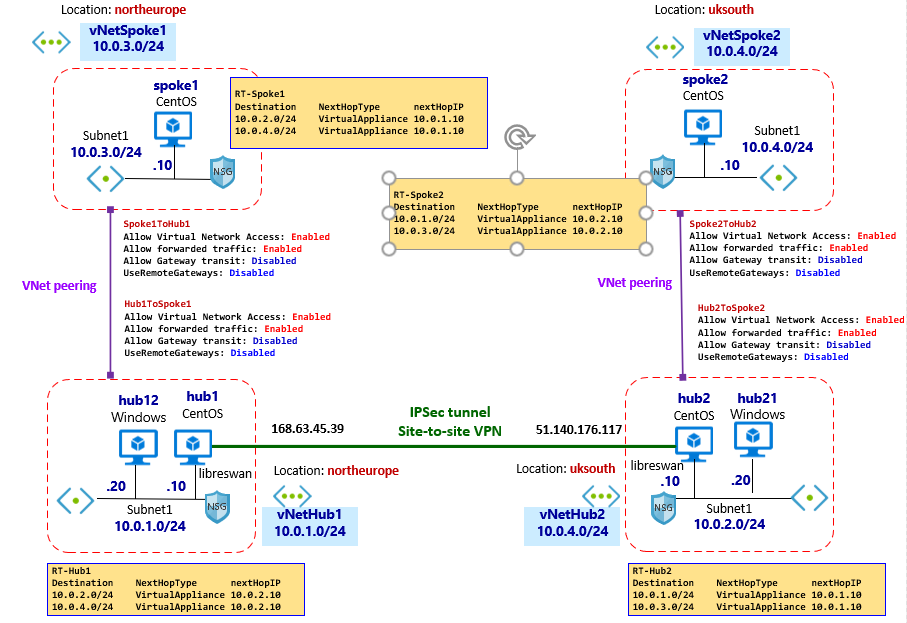 Location: northeurope
vNetSpoke1
10.0.3.0/24
Location: uksouth
vNetSpoke2
10.0.4.0/24
spoke1
CentOS
Subnet1
10.0.3.0/24
.10
NSG
RT-Spoke1
Destination NextHopType nextHopIP
10.0.2.0/24 VirtualAppliance 10.0.1.10
10.0.4.0/24 VirtualAppliance 10.0.1.10
spoke2
CentOS
Subnet1
10.0.4.0/24
.10
NSG
RT-Spoke2
Destination NextHopType nextHopIP
10.0.1.0/24 VirtualAppliance 10.0.2.10
10.0.3.0/24 VirtualAppliance 10.0.2.10
Spoke1ToHub1
Allow Virtual Network Access: Enabled
Allow forwarded traffic: Enabled
Allow Gateway transit: Disabled
UseRemoteGateways: Disabled
VNet peering
Hub1ToSpoke1
Allow Virtual Network Access: Enabled
Allow forwarded traffic: Enabled
Allow Gateway transit: Disabled
UseRemoteGateways: Disabled
Spoke2ToHub2
Allow Virtual Network Access: Enabled
Allow forwarded traffic: Enabled
Allow Gateway transit: Disabled
UseRemoteGateways: Disabled
VNet peering
Hub2ToSpoke2
Allow Virtual Network Access: Enabled
Allow forwarded traffic: Enabled
Allow Gateway transit: Disabled
UseRemoteGateways: Disabled
hub12
Windows
hub1
CentOS
libreswan
.20
.10
NSG
Subnet1
10.0.1.0/24
168.63.45.39
IPSec tunnel
Site-to-site VPN
51.140.176.117
Location: northeurope
vNetHub1
10.0.1.0/24
Location: uksouth
vNetHub2
10.0.4.0/24
hub2
CentOS
hub21
Windows
libreswan
.10
.20
NSG
Subnet1
10.0.2.0/24
RT-Hub1
Destination NextHopType nextHopIP
10.0.2.0/24 VirtualAppliance 10.0.2.10
10.0.4.0/24 VirtualAppliance 10.0.2.10
RT-Hub2
Destination NextHopType nextHopIP
10.0.1.0/24 VirtualAppliance 10.0.1.10
10.0.3.0/24 VirtualAppliance 10.0.1.10